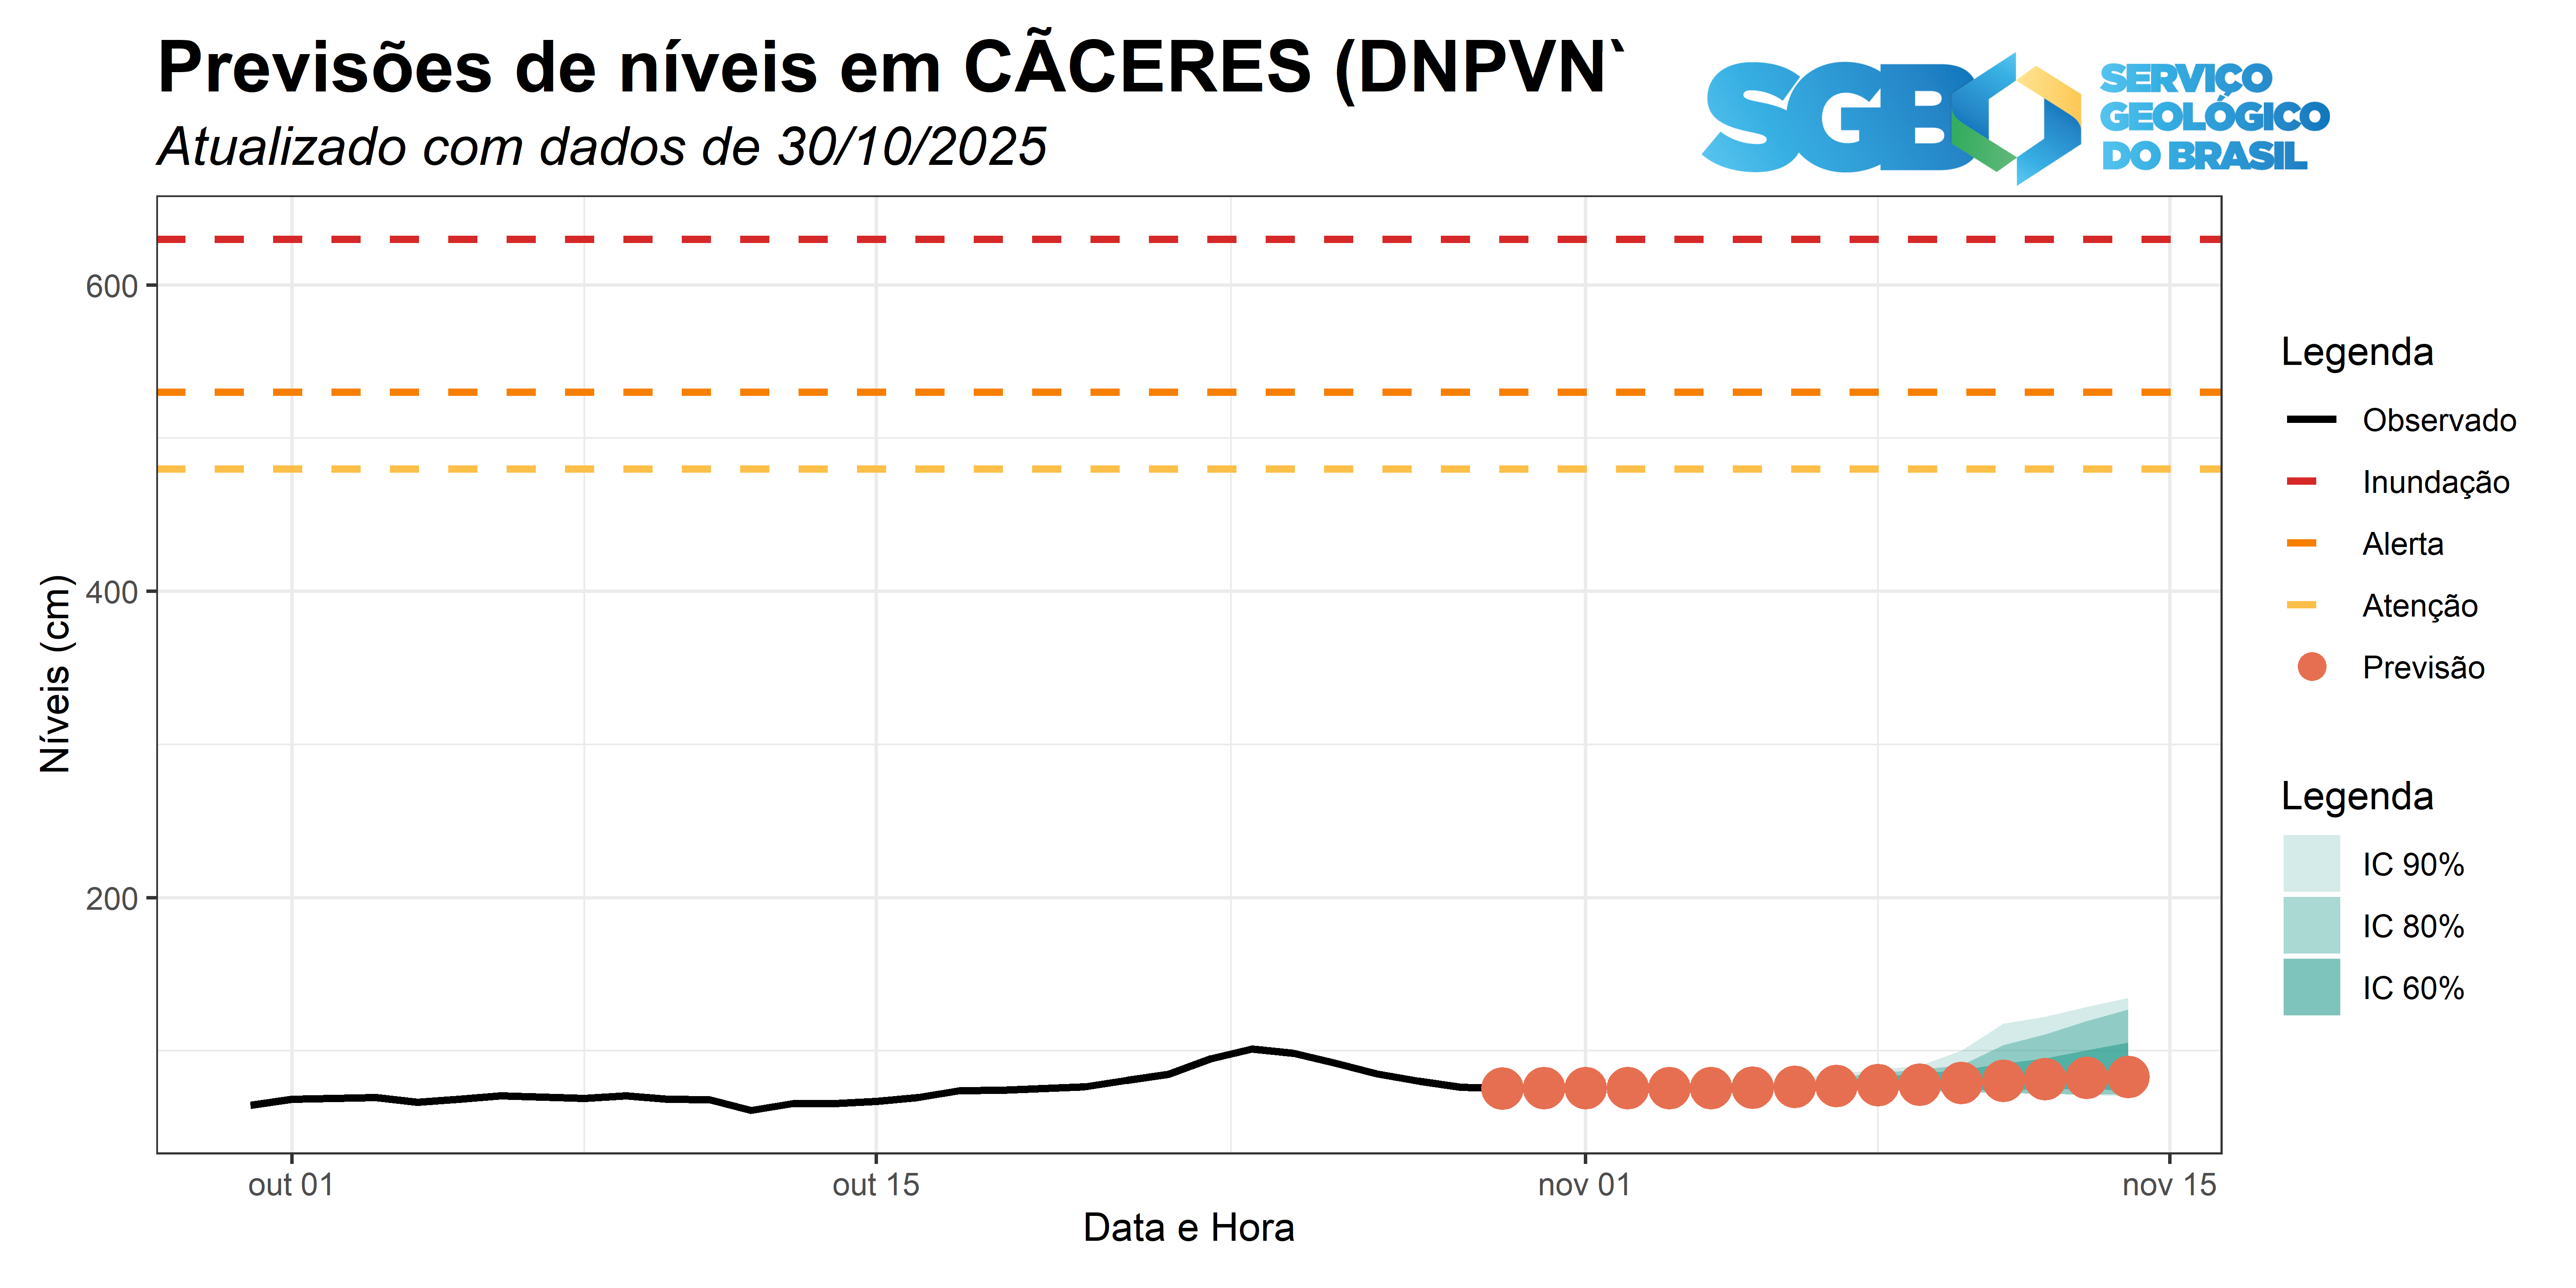 Previsões de níveis em CÃCERES (DNPVN`
Atualizado com dados de 30/10/2025
SGB
SERVIÇO
GEOLÓGICO
DO BRASIL
600
400
200
Níveis (cm)
out 01
out 15
nov 01
nov 15
Data e Hora
Legenda
Observado
Inundação
Alerta
Atenção
Previsão
Legenda
IC 90%
IC 80%
IC 60%